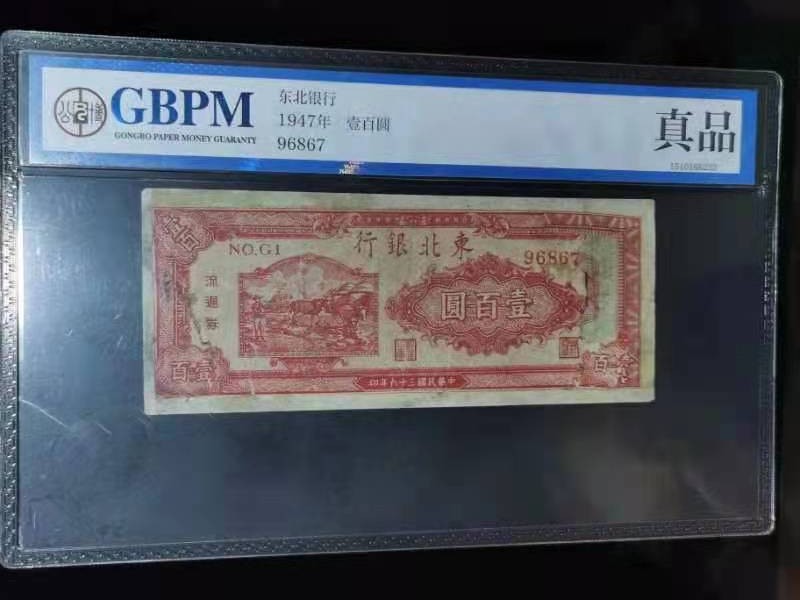 GBPM
GONGBO PAPER MONEY GUARANTY
东北银行
1947年 壹百圆
96867
真品
行銀北東
NO.G1
96867
流通券
圓百壹
百壹
印年六十三國民華中